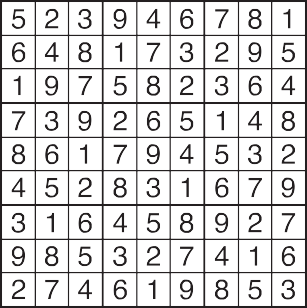 5 2 3 9 4 6 7 8 1
6 4 8 1 7 3 2 9 5
1 9 7 5 8 2 3 6 4
7 3 9 2 6 5 1 4 8
8 6 1 7 9 4 5 3 2
4 5 2 8 3 1 6 7 9
3 1 6 4 5 8 9 2 7
9 8 5 3 2 7 4 1 6
2 7 4 6 1 9 8 5 3